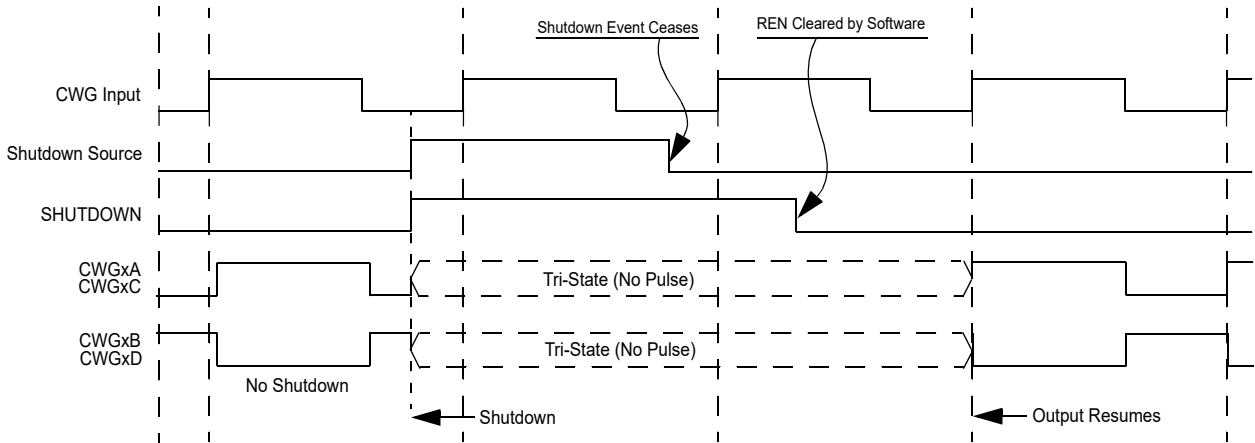 Shutdown Event Ceases
REN Cleared by Software
CWG Input
Shutdown Source
SHUTDOWN
CWGxA
CWGxC
Tri-State (No Pulse)
CWGxB
CWGxD
Tri-State (No Pulse)
No Shutdown
Shutdown
Output Resumes